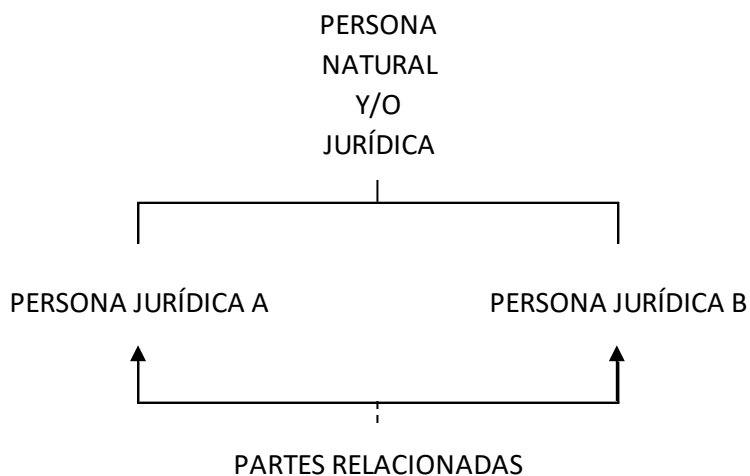 PERSONA
NATURAL
Y/O
JURÍDICA
PERSONA JURÍDICA A
PERSONA JURÍDICA B
PARTES RELACIONADAS